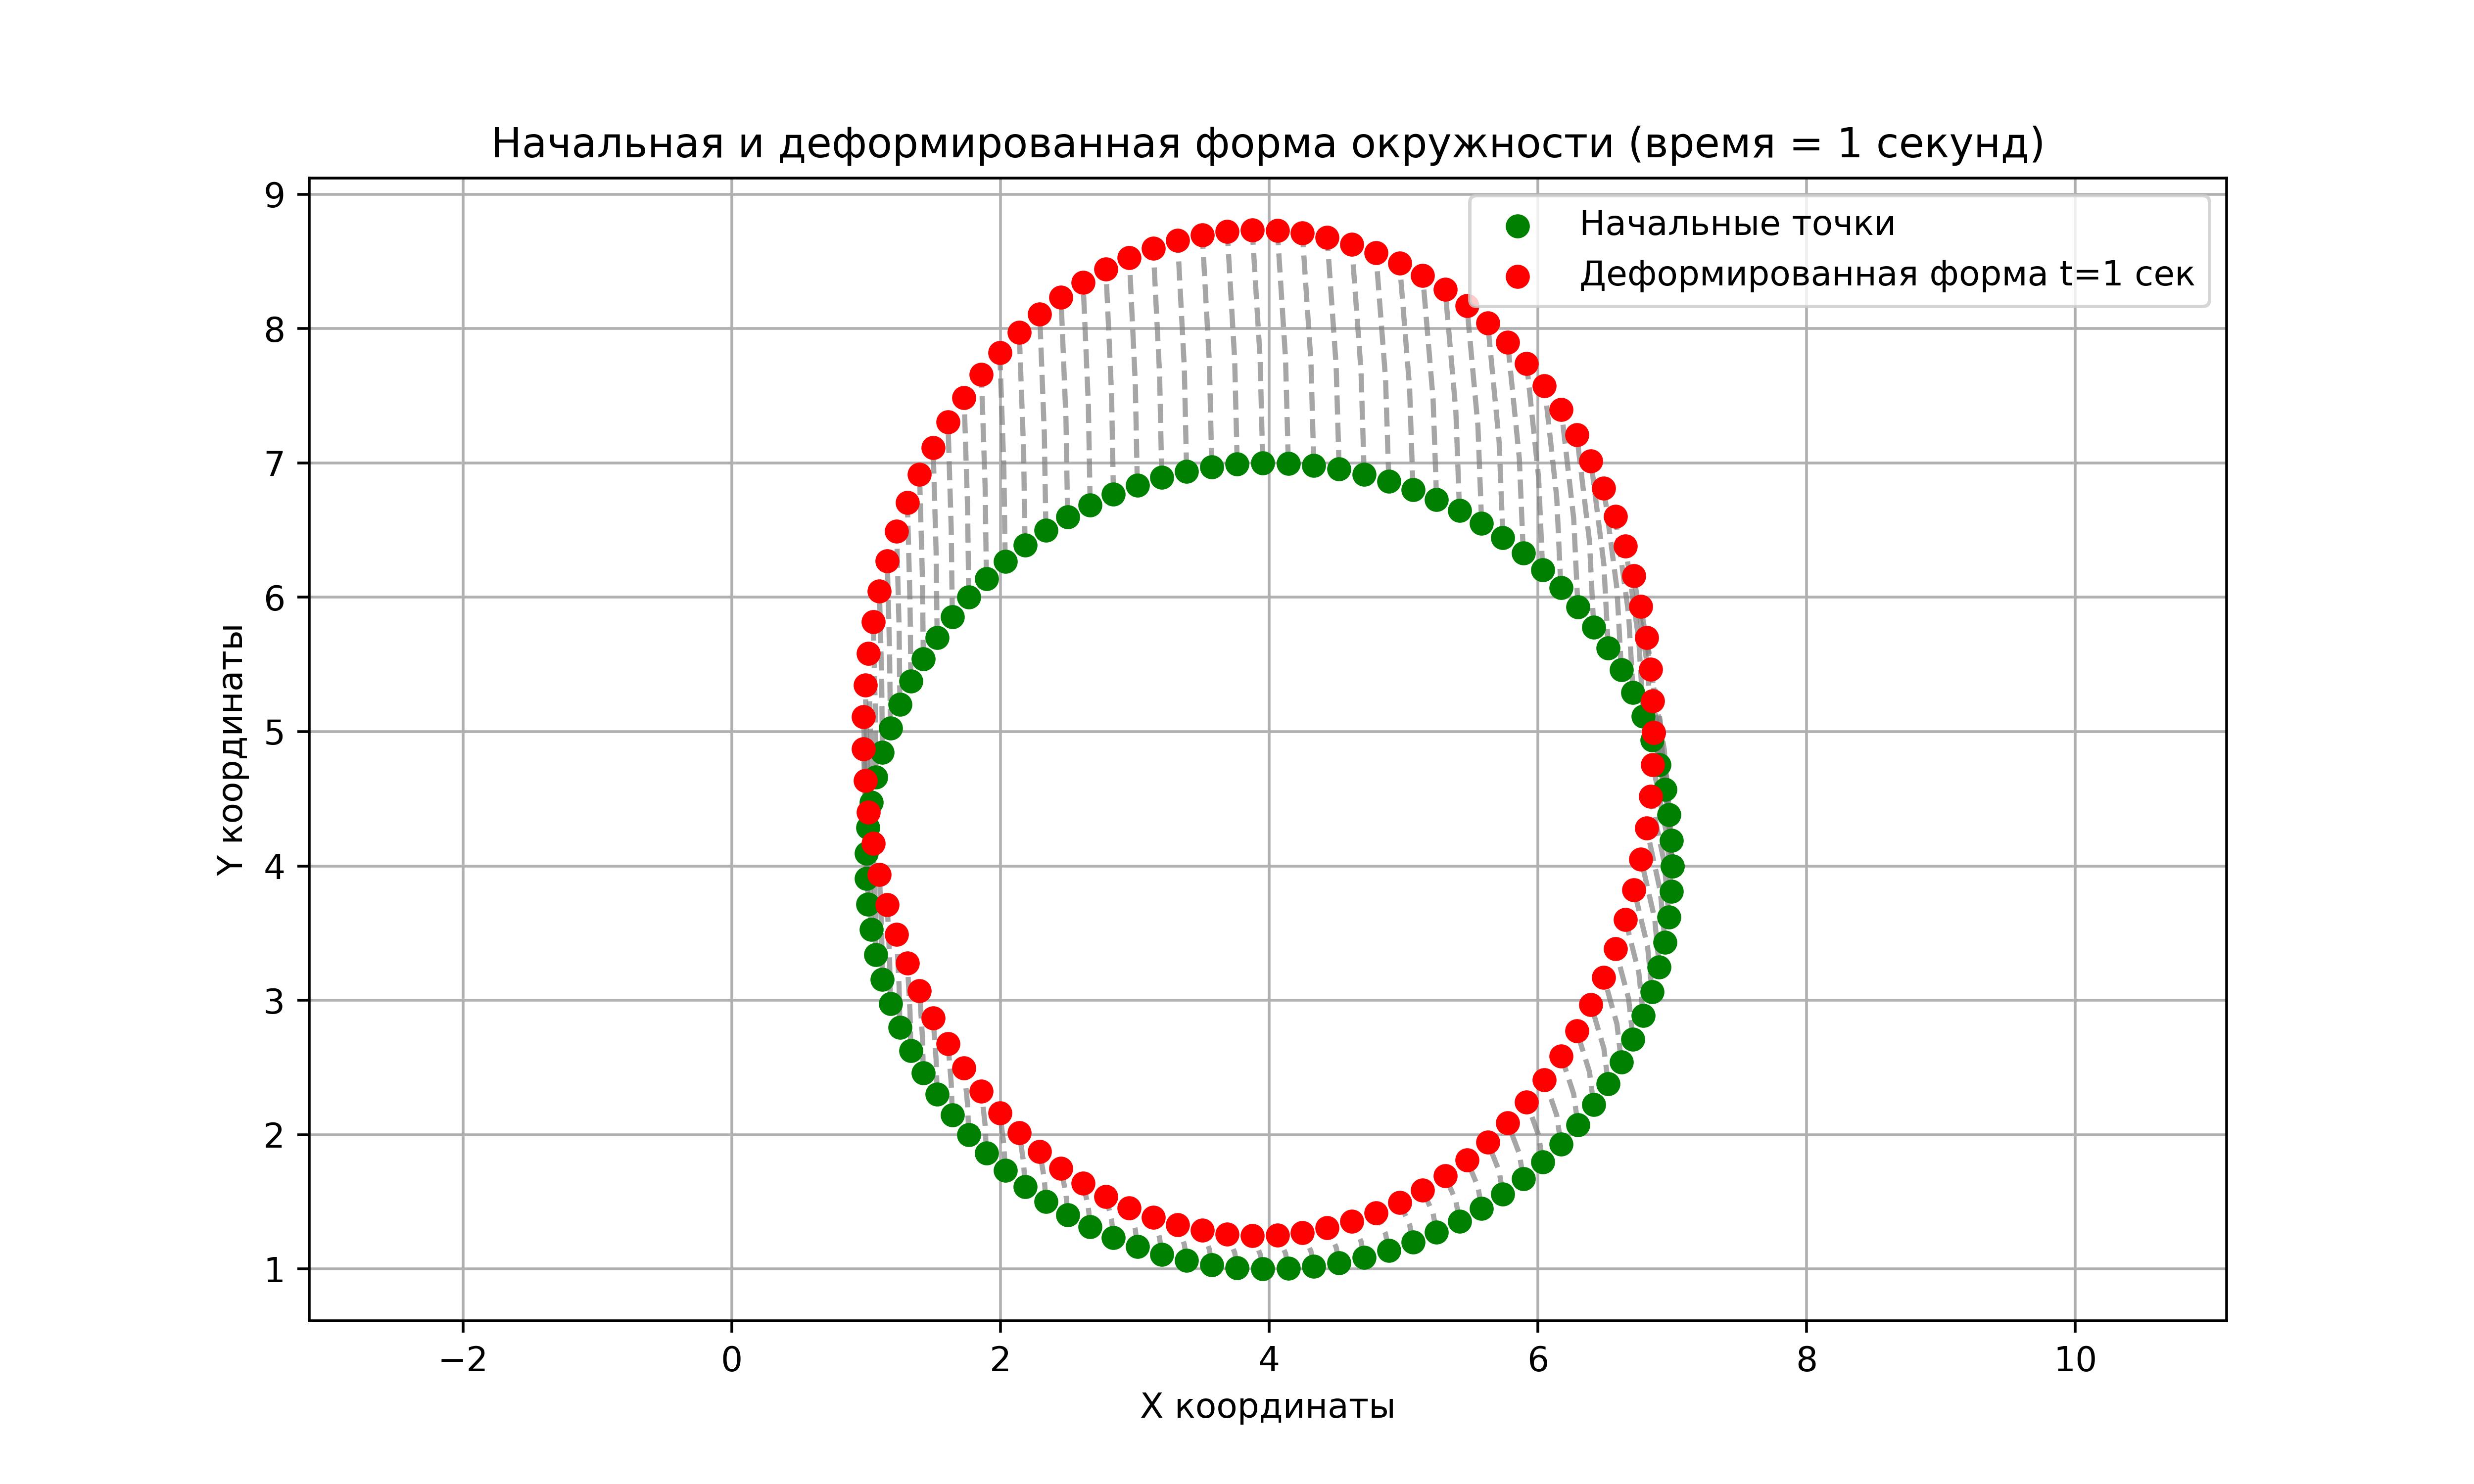 Начальная и деформированная форма окружности (время = 1 секунд)
Начальные точки
Деформированная форма t=1 сек
Y координаты
9
8
7
6
5
4
3
2
1
−2 0 2 4 6 8 10
X координаты